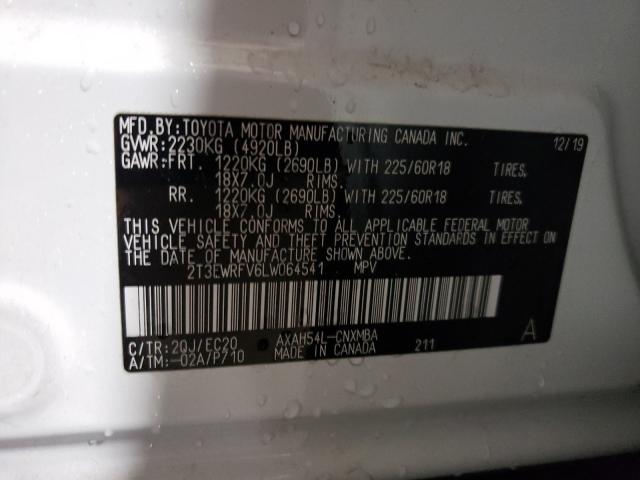 MFD.BY:TOYOTA MOTOR MANUFACTURING CANADA INC. 12/19
GVWR:2230KG (4920LB)
GAWR:FRT. 1220KG (2690LB) WITH 225/60R18 TIRES,
18X7.0J RIMS.
RR. 1220KG (2690LB) WITH 225/60R18 TIRES,
18X7.0J RIMS.
THIS VEHICLE CONFORMS TO ALL APPLICABLE FEDERAL MOTOR
VEHICLE SAFETY AND THEFT PREVENTION STANDARDS IN EFFECT ON
THE DATE OF MANUFACTURE SHOWN ABOVE.
2T3EWRFV6LW064541 MPV
C/TR:2QJ/EC20 AXAH54L-CNXMBA 211 A
A/TM:-02A/P710 MADE IN CANADA